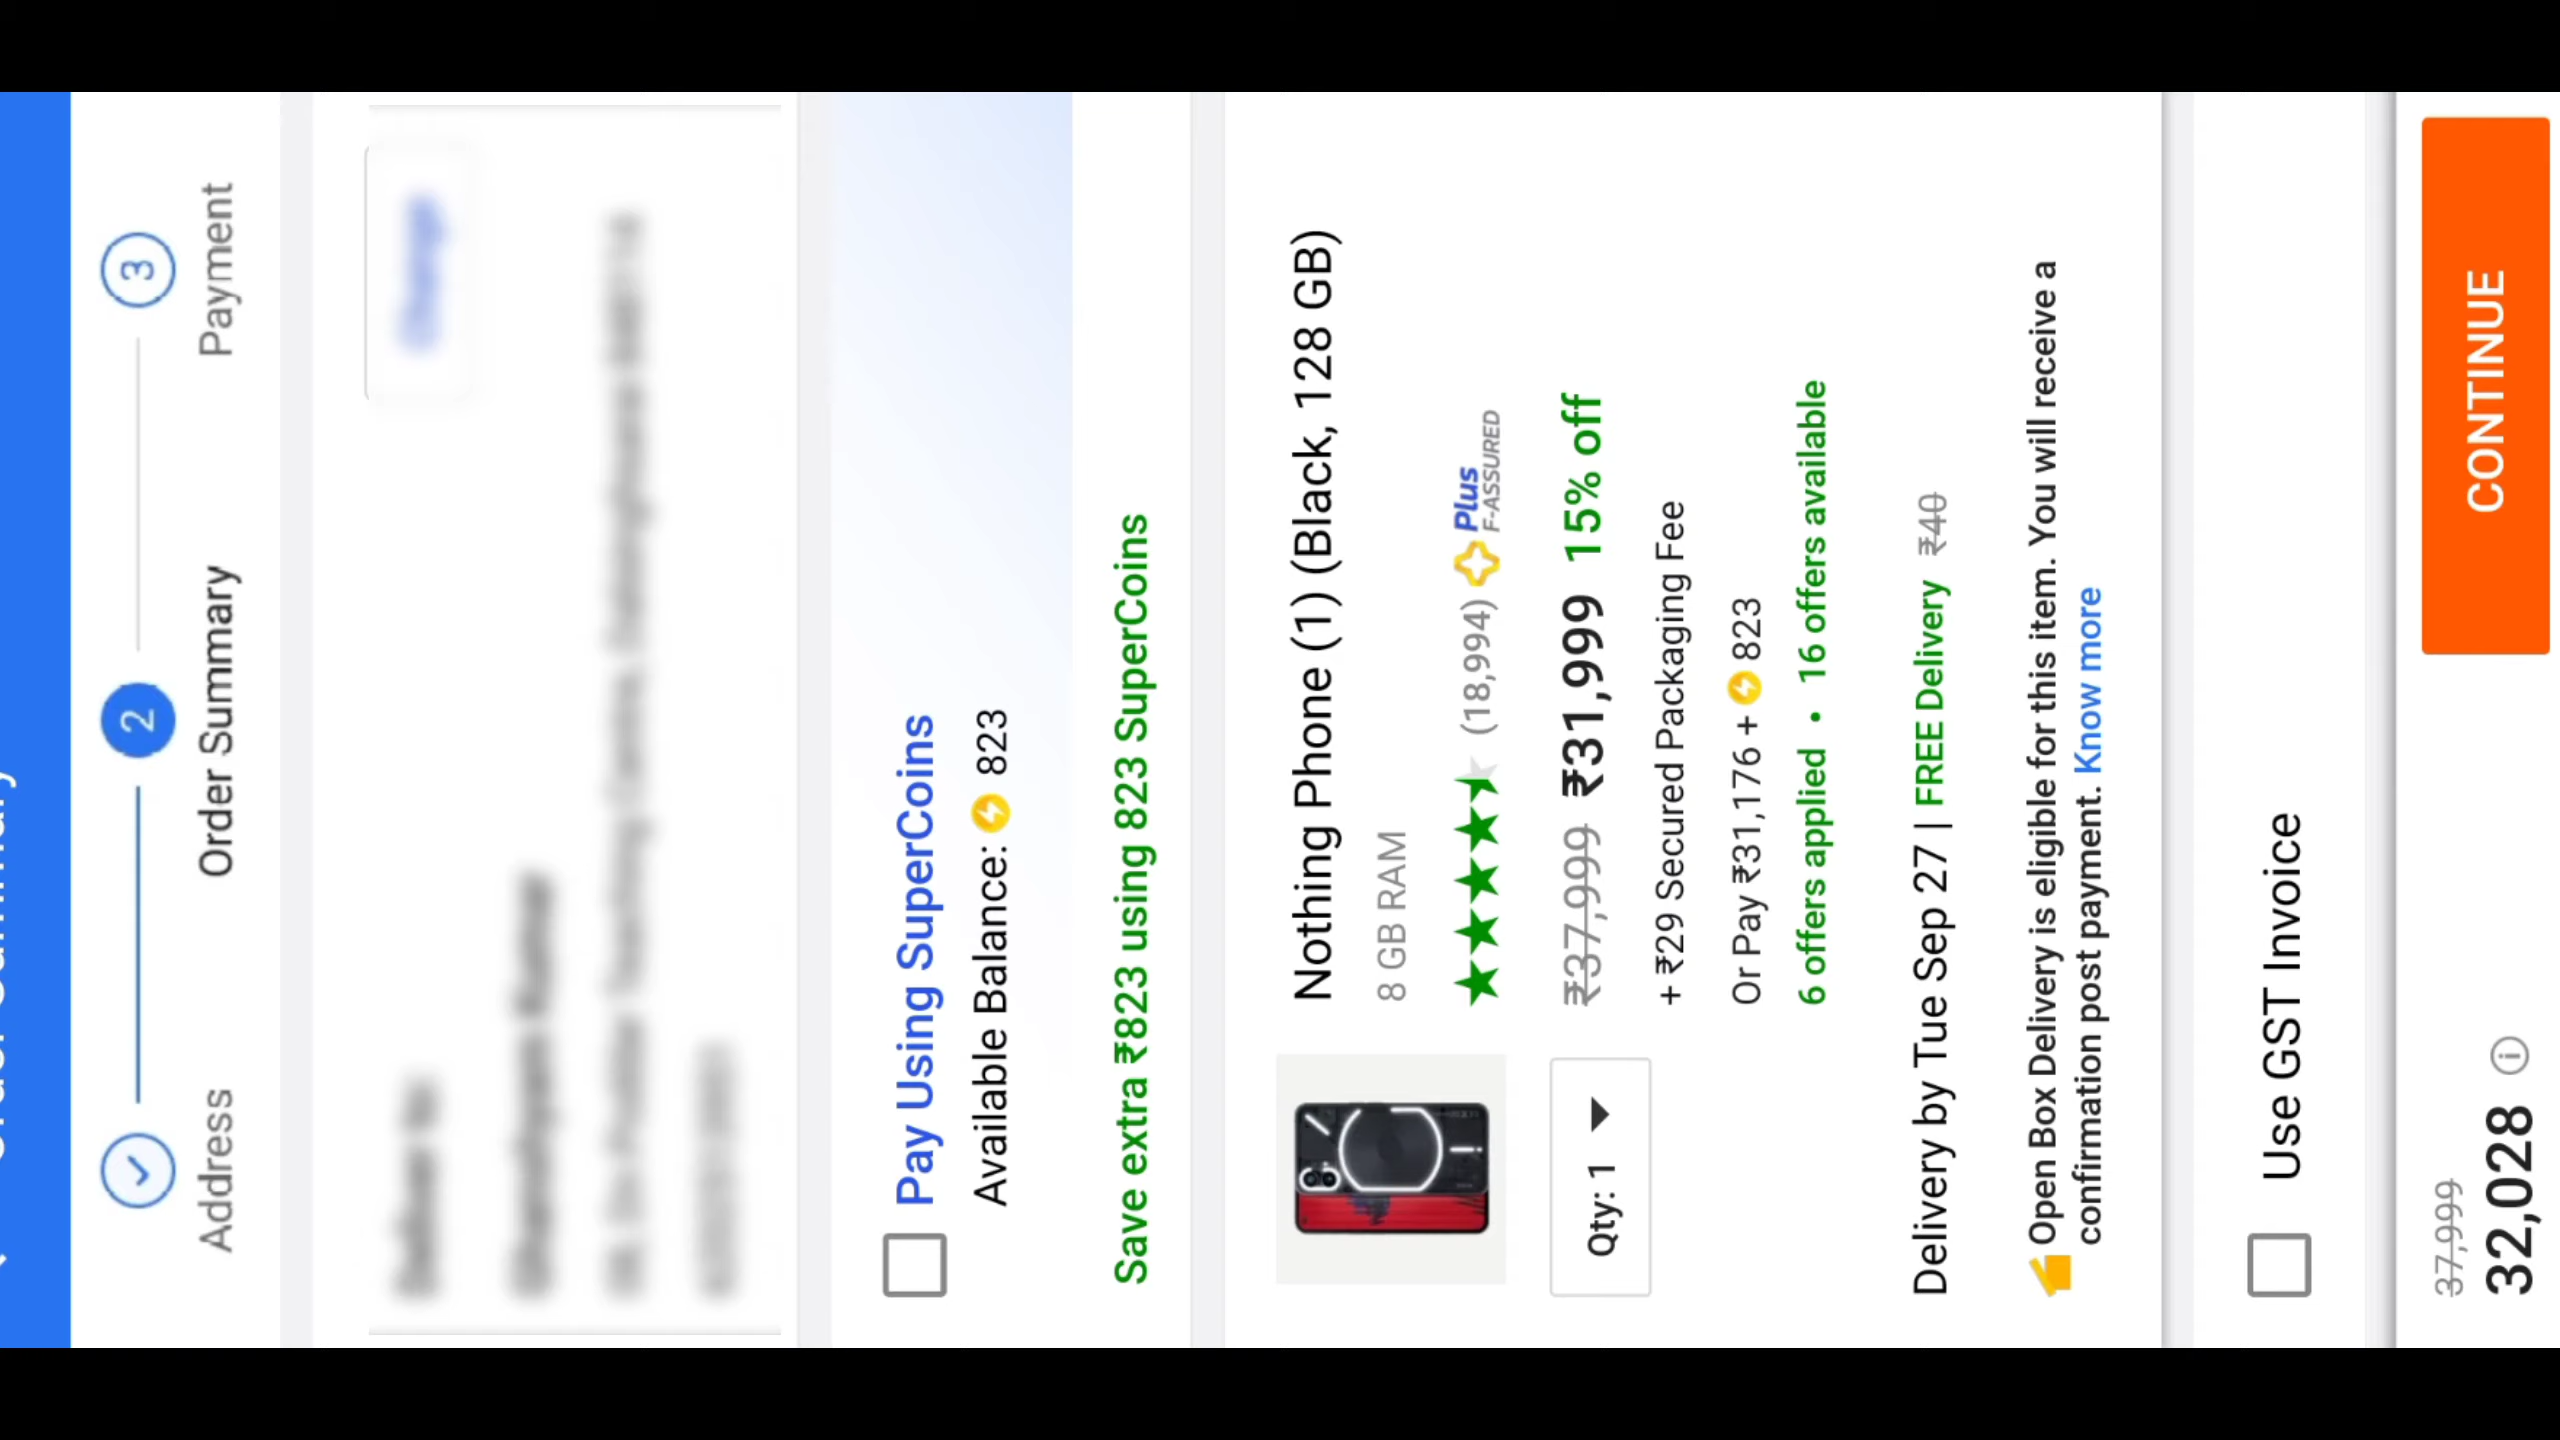 Address
2
Order Summary
3
Payment
Pay Using SuperCoins
Available Balance: 823
Save extra ₹823 using 823 SuperCoins
Nothing Phone (1) (Black, 128 GB)
8 GB RAM
(18,994) Plus
F-ASSURED
₹37,999 ₹31,999 15% off
+ ₹29 Secured Packaging Fee
Or Pay ₹31,176 + 823
6 offers applied • 16 offers available
Qty: 1
Delivery by Tue Sep 27 | FREE Delivery ₹40
Open Box Delivery is eligible for this item. You will receive a
confirmation post payment. Know more
Use GST Invoice
37,999
32,028
CONTINUE